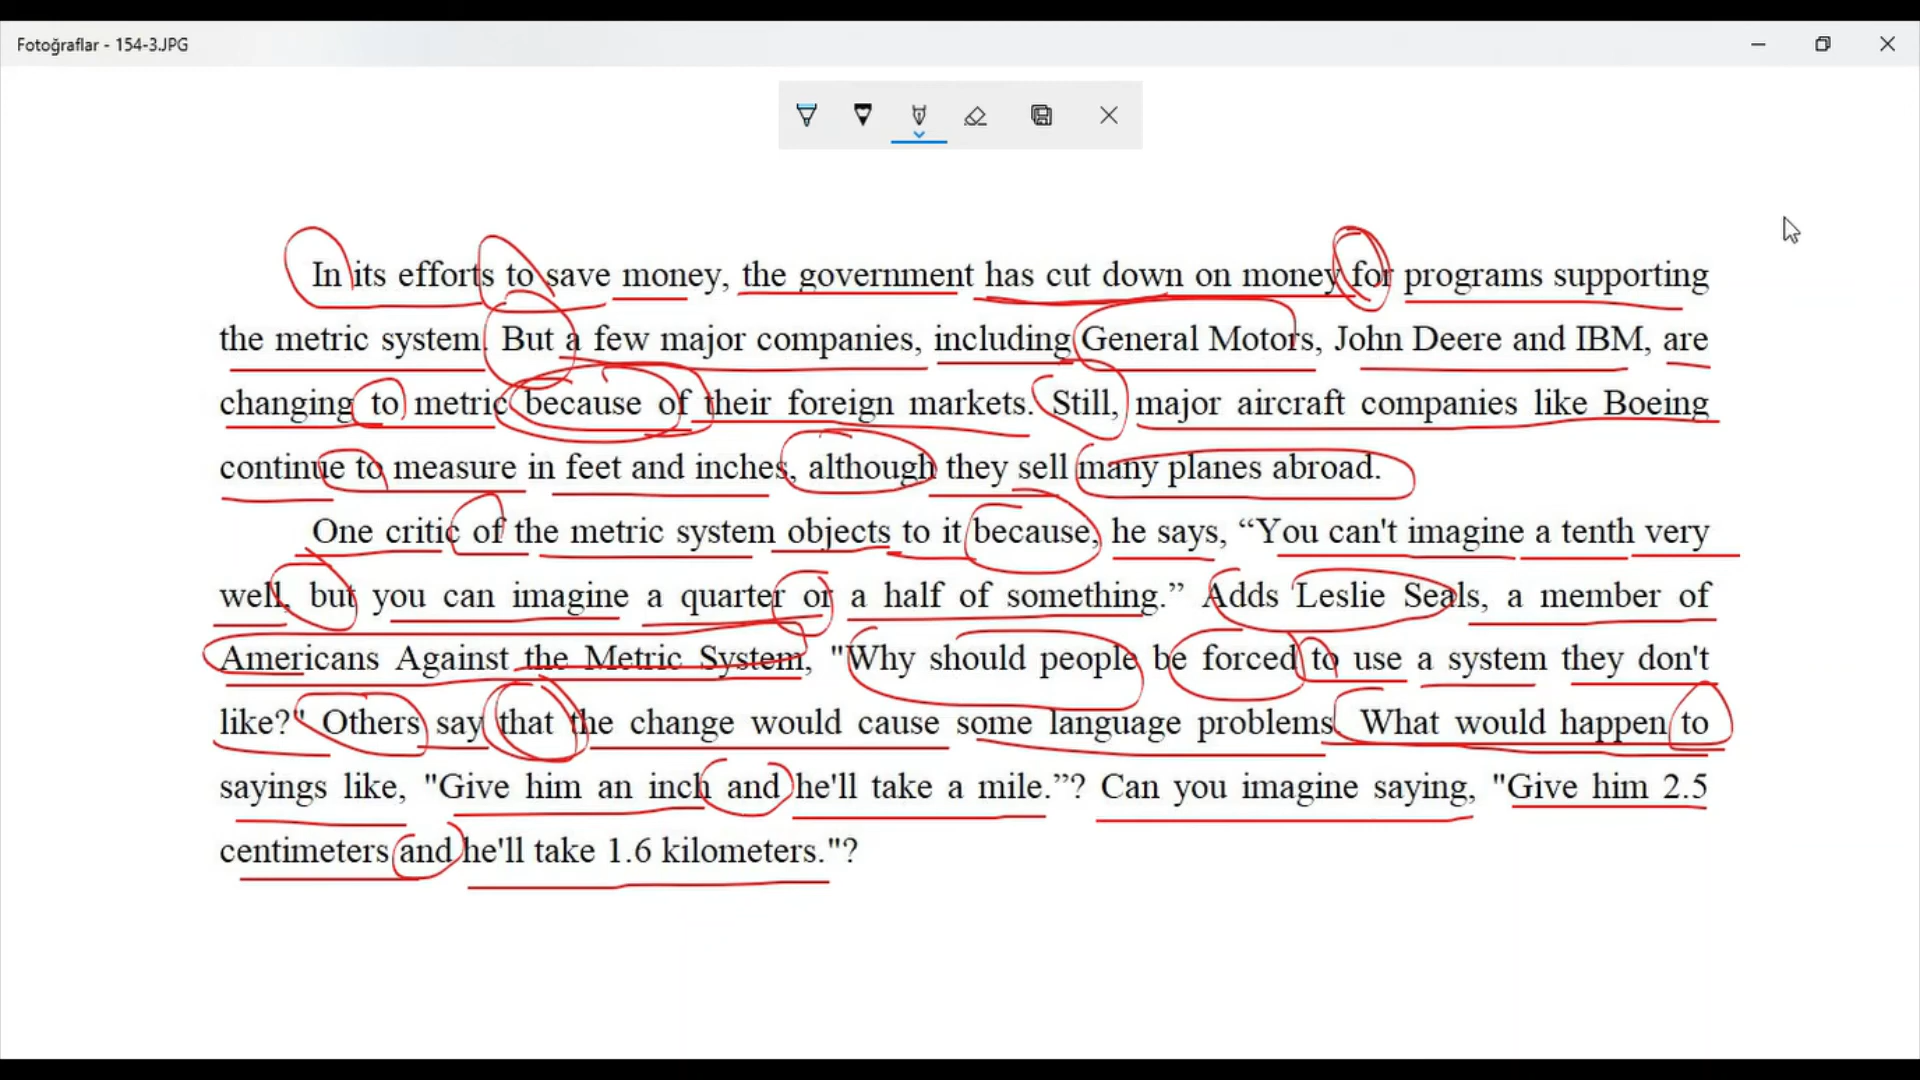 Fotoğraflar - 154-3.JPG
In its efforts to save money, the government has cut down on money for programs supporting
the metric system. But a few major companies, including General Motors, John Deere and IBM, are
changing to metric because of their foreign markets. Still, major aircraft companies like Boeing
continue to measure in feet and inches, although they sell many planes abroad.
One critic of the metric system objects to it because, he says, “You can't imagine a tenth very
well, but you can imagine a quarter or a half of something.” Adds Leslie Seals, a member of
Americans Against the Metric System, "Why should people be forced to use a system they don't
like?" Others say that the change would cause some language problems. What would happen to
sayings like, "Give him an inch and he'll take a mile.”? Can you imagine saying, "Give him 2.5
centimeters and he'll take 1.6 kilometers."?